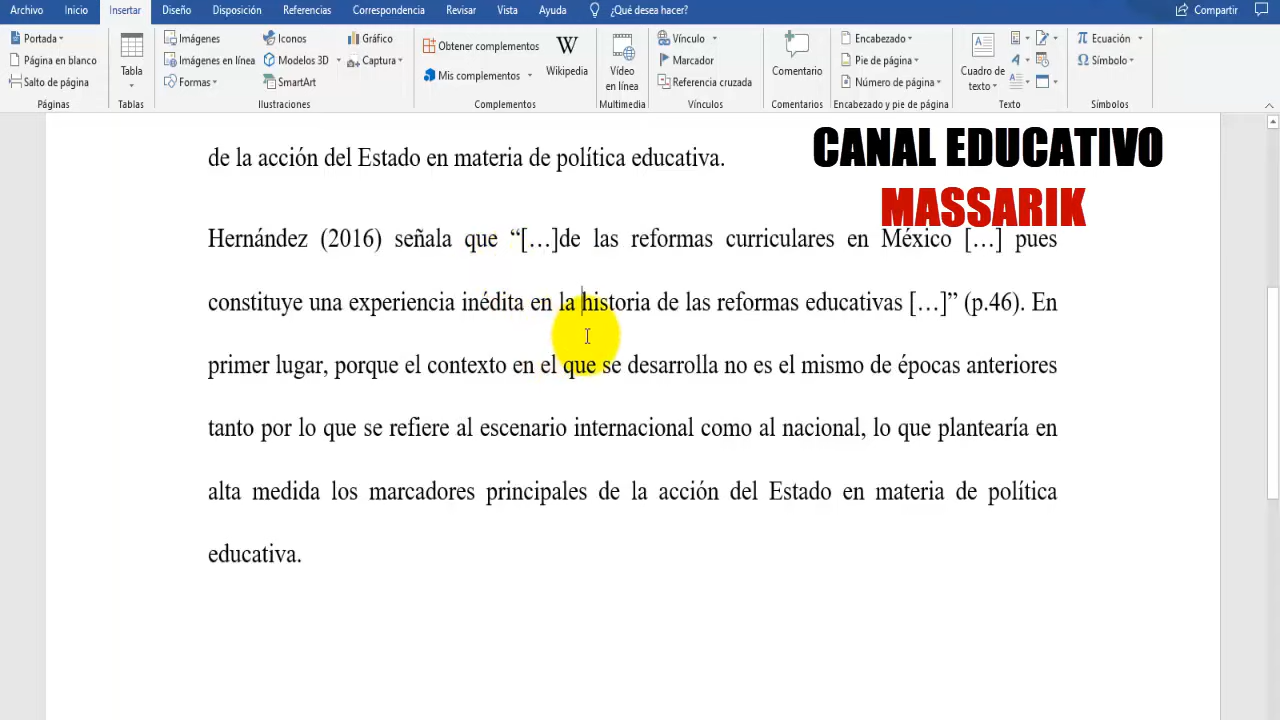 Archivo Inicio Insertar Diseño Disposición Referencias Correspondencia Revisar Vista Ayuda ¿Qué desea hacer? Compartir
Portada Imágenes Iconos Gráfico Obtener complementos Vínculo Encabezado Ecuación
Página en blanco Imágenes en línea Modelos 3D Captura Marcador Pie de página Símbolo
Salto de página Formas SmartArt Mis complementos Referencia cruzada Número de página
Tabla Wikipedia Vídeo en línea Comentario Cuadro de texto
Páginas Tablas Ilustraciones Complementos Multimedia Vínculos Comentarios Encabezado y pie de página Texto Símbolos
CANAL EDUCATIVO
MASSARIK
de la acción del Estado en materia de política educativa.
Hernández (2016) señala que “[…]de las reformas curriculares en México […] pues
constituye una experiencia inédita en la historia de las reformas educativas […]” (p.46). En
primer lugar, porque el contexto en el que se desarrolla no es el mismo de épocas anteriores
tanto por lo que se refiere al escenario internacional como al nacional, lo que plantearía en
alta medida los marcadores principales de la acción del Estado en materia de política
educativa.